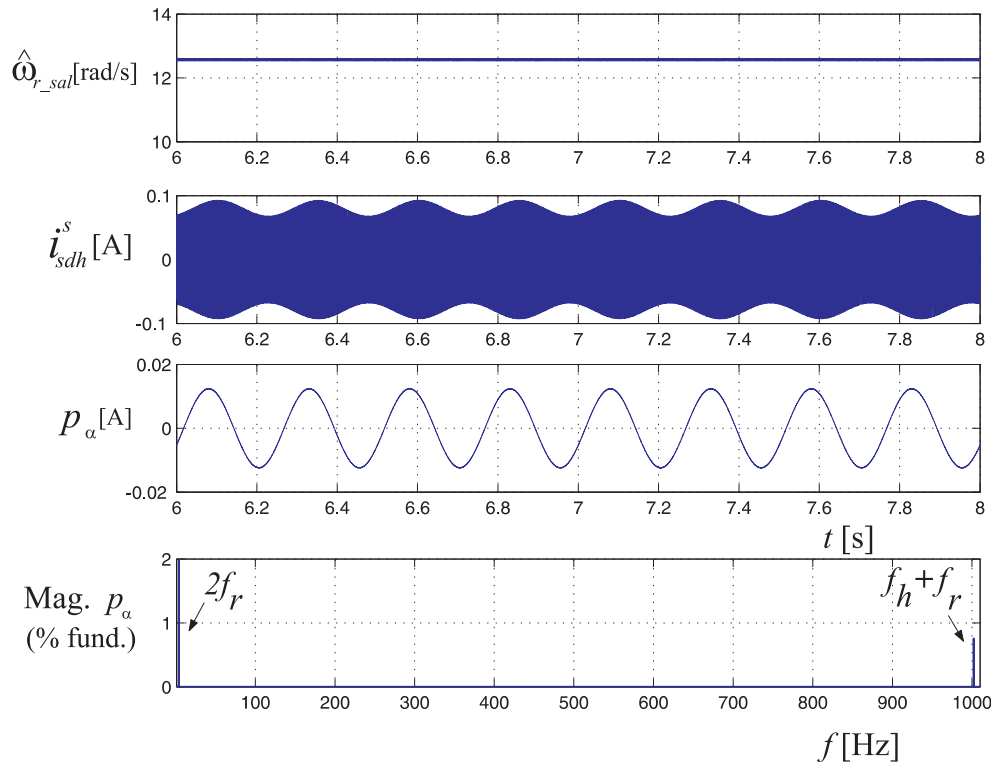 14
ω̂r_sal[rad/s]
12
10
6 6.2 6.4 6.6 6.8 7 7.2 7.4 7.6 7.8 8
0.1
i^s_sdh [A]
0
-0.1
6 6.2 6.4 6.6 6.8 7 7.2 7.4 7.6 7.8 8
0.02
pα[A]
0
-0.02
6 6.2 6.4 6.6 6.8 7 7.2 7.4 7.6 7.8 8
t [s]
2
2fr
fh+fr
Mag. pα
(% fund.)
1
0
100 200 300 400 500 600 700 800 900 1000
f [Hz]